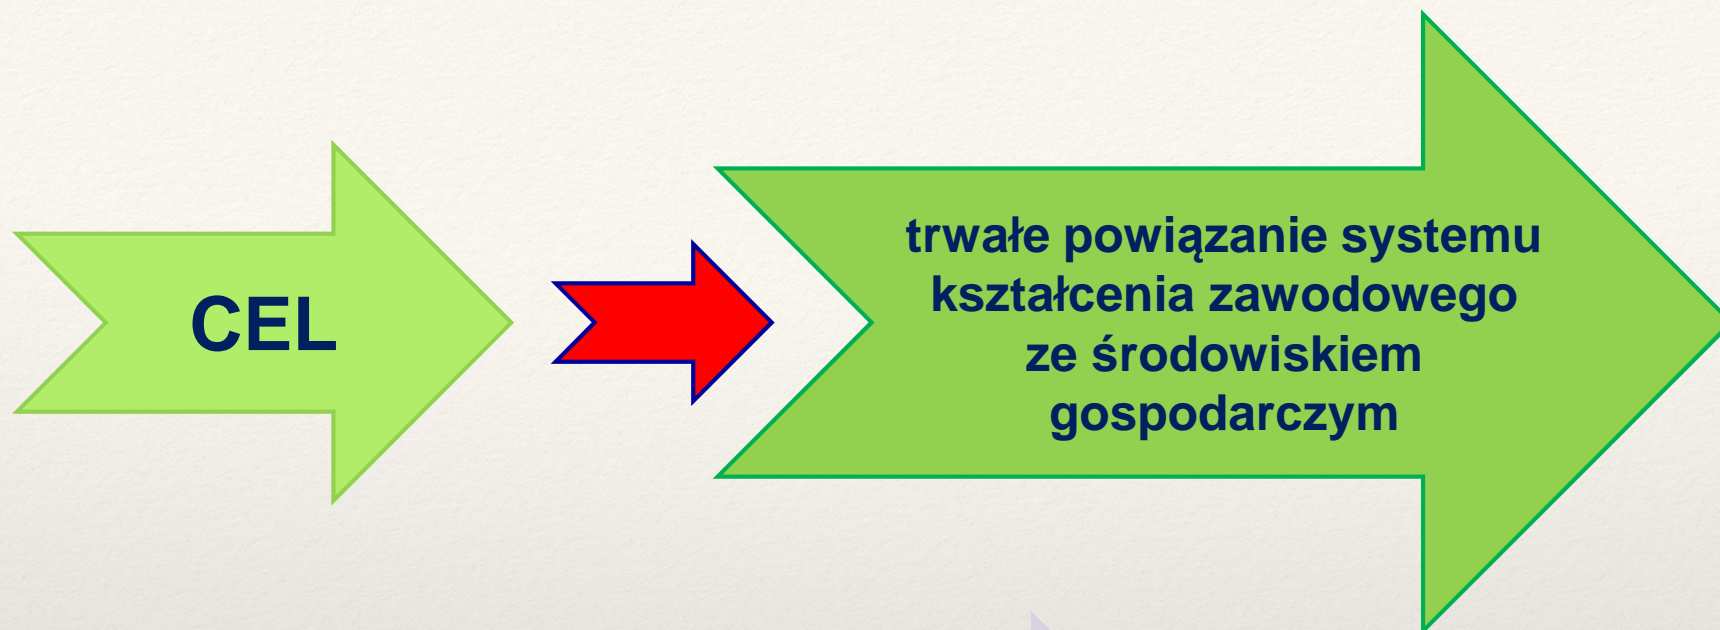 CEL
trwałe powiązanie systemu
kształcenia zawodowego
ze środowiskiem
gospodarczym